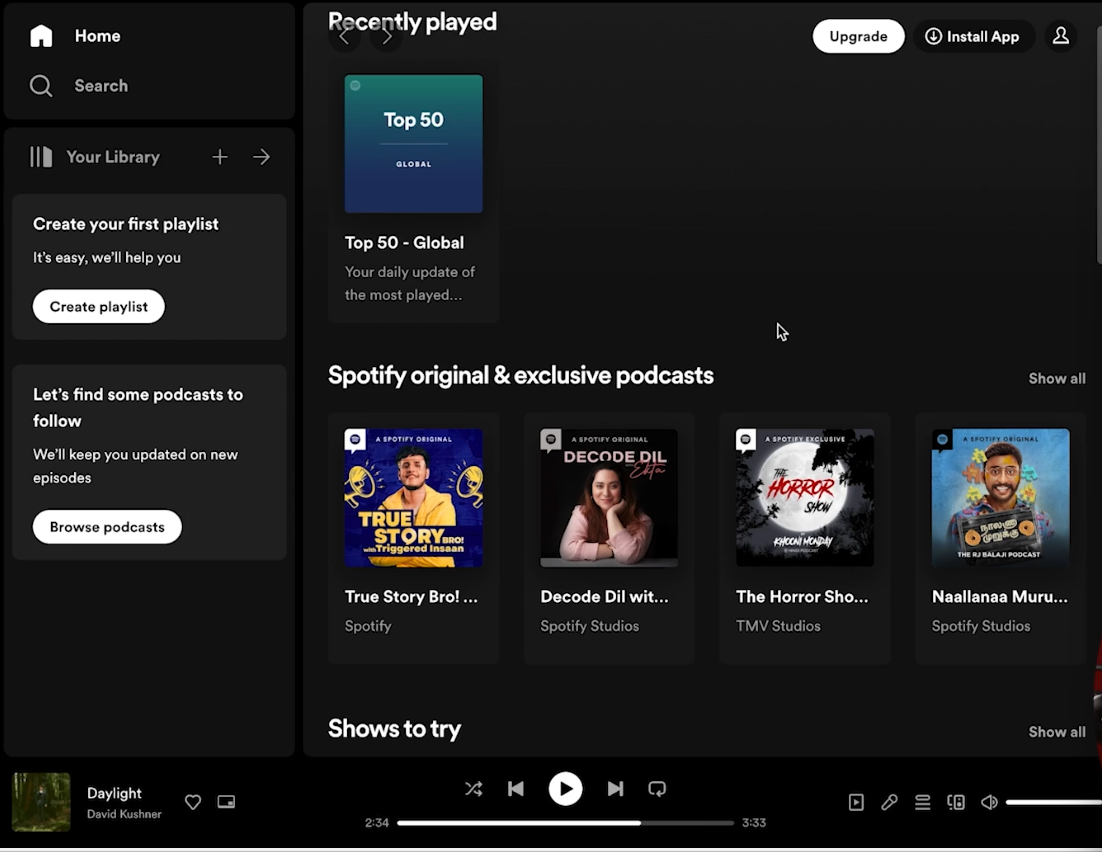 Home
Search
Your Library
Create your first playlist
It's easy, we'll help you
Create playlist
Let's find some podcasts to
follow
We'll keep you updated on new
episodes
Browse podcasts
Recently played
Upgrade
Install App
Top 50
GLOBAL
Top 50 - Global
Your daily update of
the most played...
Spotify original & exclusive podcasts
Show all
A SPOTIFY ORIGINAL
TRUE
STORY BRO!
with Triggered Insaan
True Story Bro! ...
Spotify
A SPOTIFY ORIGINAL
DECODE DIL
with Ekta
Decode Dil wit...
Spotify Studios
A SPOTIFY EXCLUSIVE
THE
HORROR
SHOW
KHOONI MONDAY
HINDI PODCAST
The Horror Sho...
TMV Studios
A SPOTIFY ORIGINAL
நாலணா
முறுக்கு
THE RJ BALAJI PODCAST
Naallanaa Muru...
Spotify Studios
Shows to try
Show all
Daylight
David Kushner
2:34
3:33